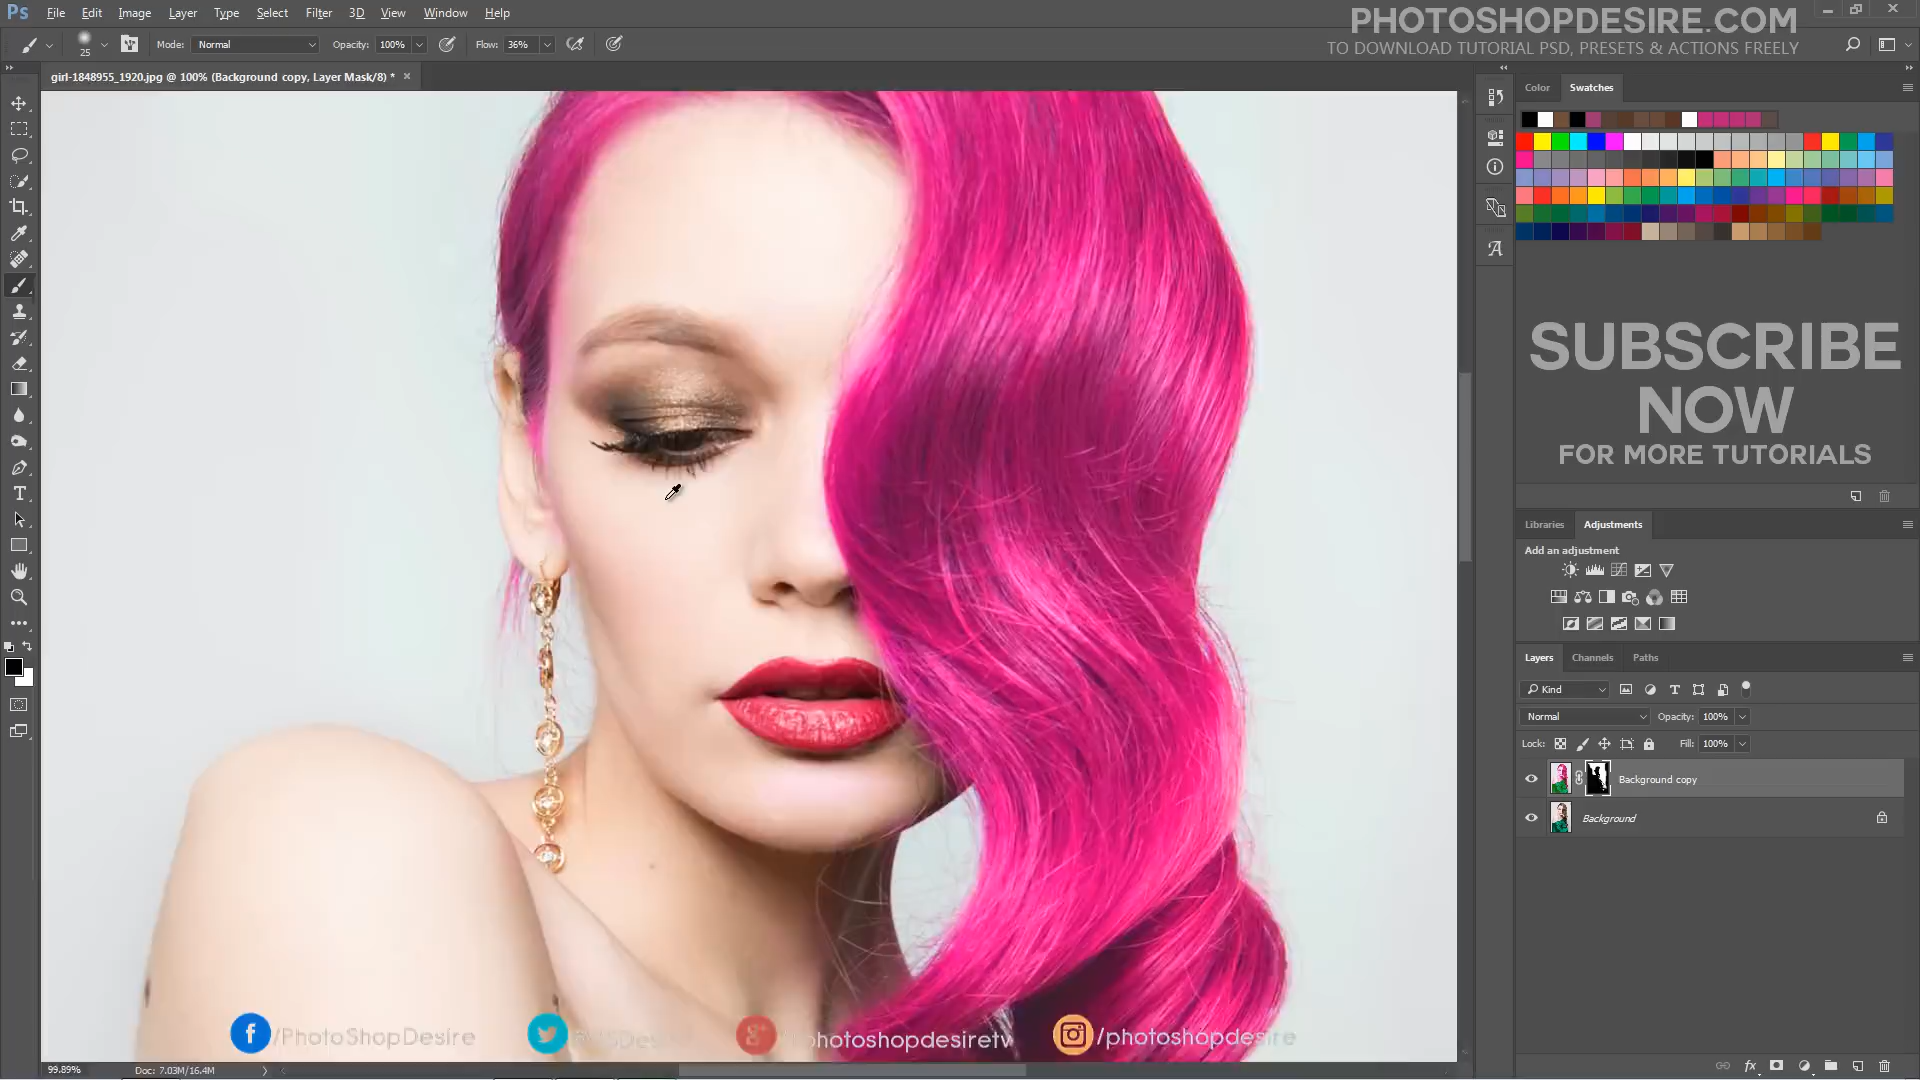 Ps File Edit Image Layer Type Select Filter 3D View Window Help
PHOTOSHOPDESIRE.COM
TO DOWNLOAD TUTORIAL PSD, PRESETS & ACTIONS FREELY
25 Mode: Normal Opacity: 100% Flow: 36%
girl-1848955_1920.jpg @ 100% (Background copy, Layer Mask/8) *
Color Swatches
SUBSCRIBE
NOW
FOR MORE TUTORIALS
Libraries Adjustments
Add an adjustment
Layers Channels Paths
Kind
Normal Opacity: 100%
Lock: Fill: 100%
Background copy
Background
/PhotoShopDesire
photoshopdesiretv
/photoshopdesire
99.89% Doc: 7.03M/16.4M